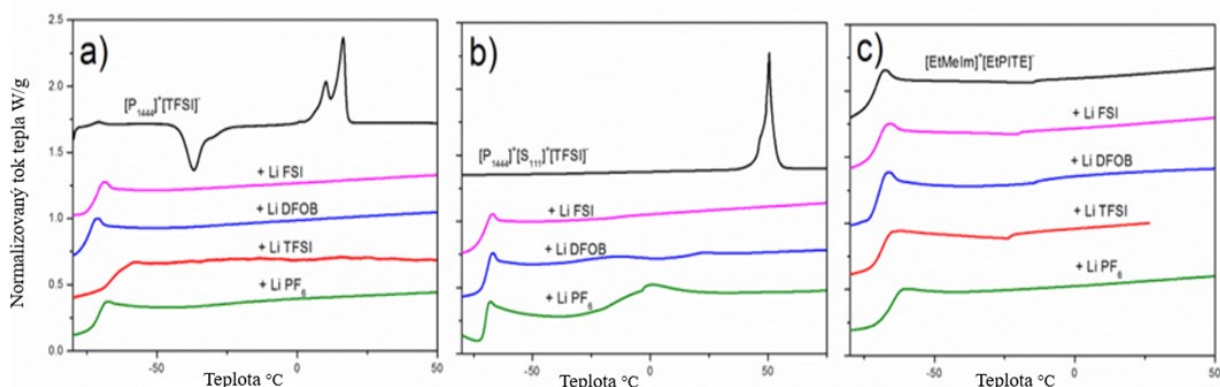 Normalizovaný tok tepla W/g
2.5
2.0
1.5
1.0
0.5
0.0
a)
[P1444]+[TFSI]-
+ Li FSI
+ Li DFOB
+ Li TFSI
+ Li PF6
-50 0 50
Teplota °C
b)
[P1444]+[S111]+[TFSI]-
+ Li FSI
+ Li DFOB
+ Li PF6
-50 0 50
Teplota °C
c)
[EtMeIm]+[EtPITE]-
+ Li FSI
+ Li DFOB
+ Li TFSI
+ Li PF6
-50 0 50
Teplota °C